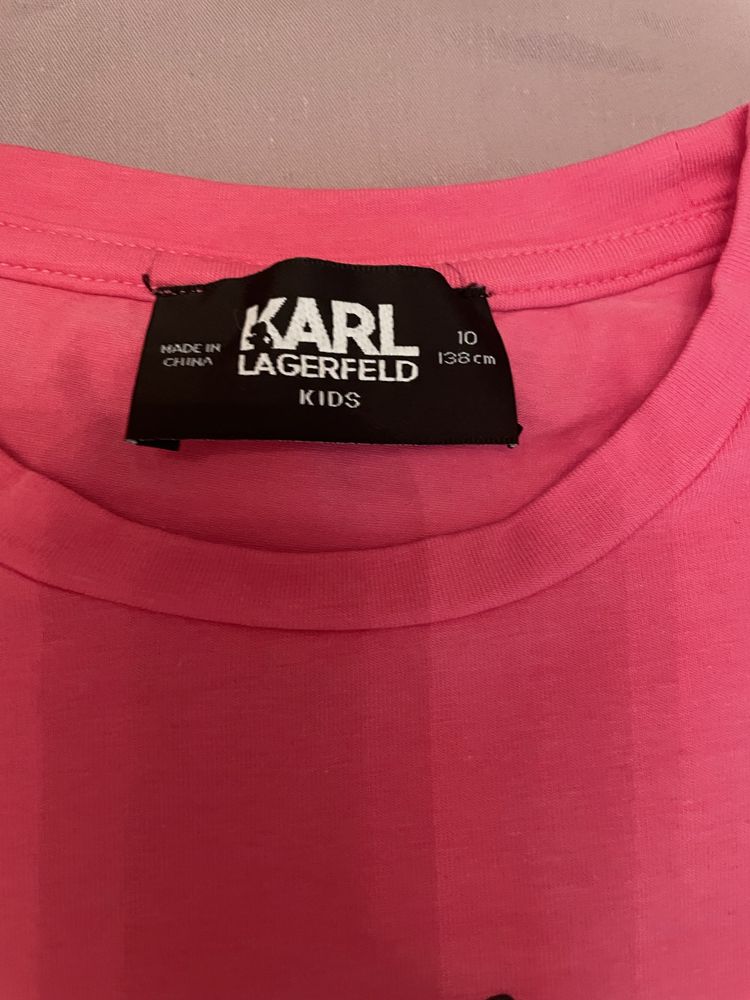 MADE IN
CHINA
KARL
LAGERFELD
KIDS
10
138 cm